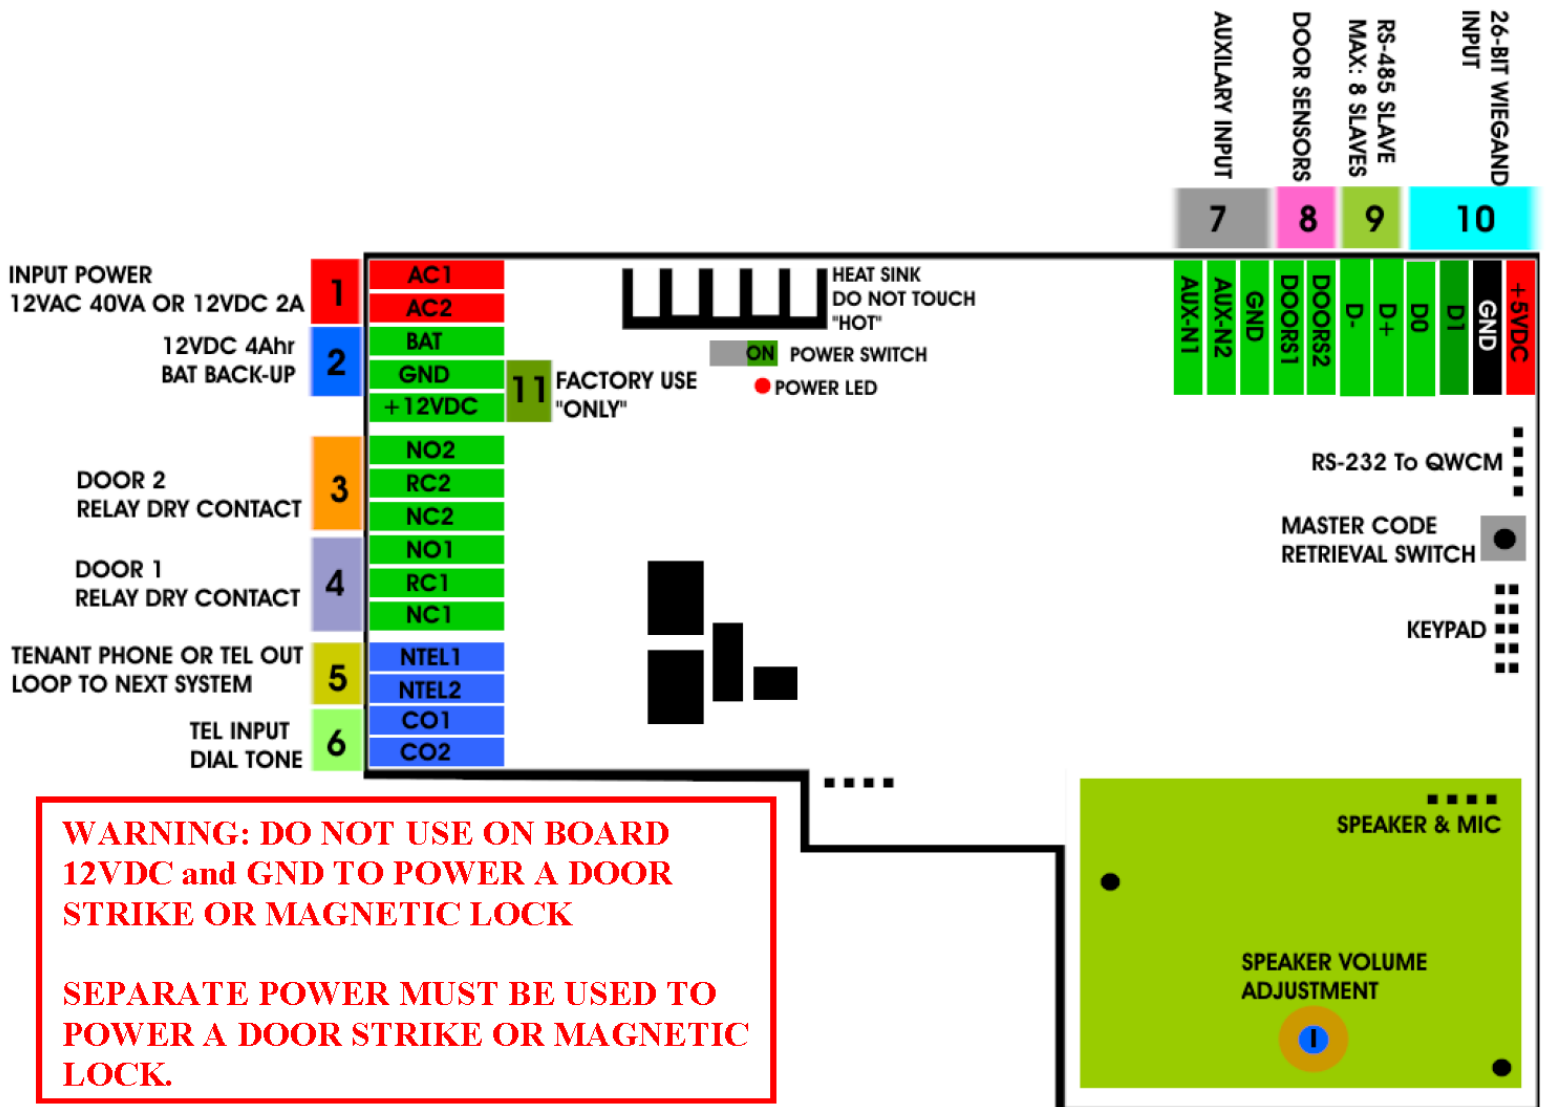 AUXILARY INPUT
DOOR SENSORS
RS-485 SLAVE
MAX: 8 SLAVES
26-BIT WIEGAND
INPUT
7
8
9
10
AUX-N1
AUX-N2
GND
DOORS1
DOORS2
D-
D+
D0
D1
GND
+5VDC
INPUT POWER
12VAC 40VA OR 12VDC 2A
1
AC1
AC2
12VDC 4Ahr
BAT BACK-UP
2
BAT
GND
+12VDC
11
FACTORY USE
"ONLY"
HEAT SINK
DO NOT TOUCH
"HOT"
ON
POWER SWITCH
POWER LED
DOOR 2
RELAY DRY CONTACT
3
NO2
RC2
NC2
DOOR 1
RELAY DRY CONTACT
4
NO1
RC1
NC1
TENANT PHONE OR TEL OUT
LOOP TO NEXT SYSTEM
5
NTEL1
NTEL2
TEL INPUT
DIAL TONE
6
CO1
CO2
RS-232 To QWCM
MASTER CODE
RETRIEVAL SWITCH
KEYPAD
SPEAKER & MIC
SPEAKER VOLUME
ADJUSTMENT
WARNING: DO NOT USE ON BOARD
12VDC and GND TO POWER A DOOR
STRIKE OR MAGNETIC LOCK
SEPARATE POWER MUST BE USED TO
POWER A DOOR STRIKE OR MAGNETIC
LOCK.